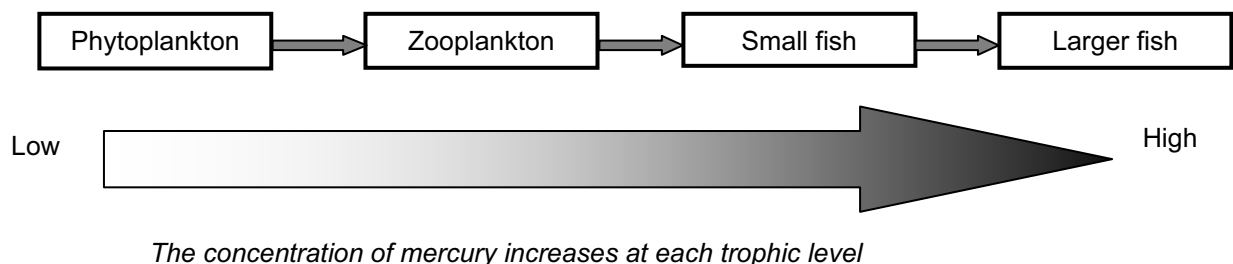 Phytoplankton Zooplankton Small fish Larger fish
Low High
The concentration of mercury increases at each trophic level